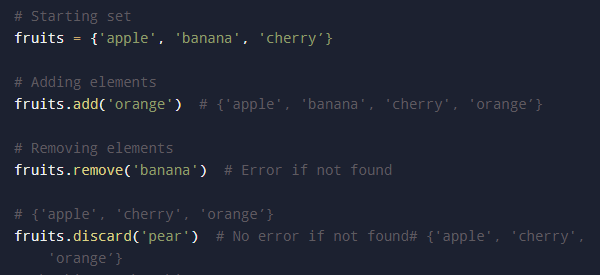 # Starting set
fruits = {'apple', 'banana', 'cherry’}
# Adding elements
fruits.add('orange')  # {'apple', 'banana', 'cherry', 'orange’}
# Removing elements
fruits.remove('banana')  # Error if not found
# {'apple', 'cherry', 'orange’}
fruits.discard('pear')  # No error if not found# {'apple', 'cherry',
'orange’}